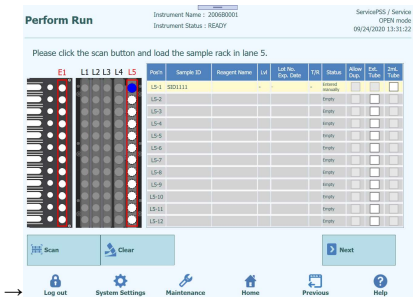 Perform Run
Instrument Name : 2006B0001
Instrument Status : READY
ServicePSS / Service
OPEN mode
09/24/2020 13:31:22
Please click the scan button and load the sample rack in lane 5.
E1 L1 L2 L3 L4 L5
Pos'n Sample ID Reagent Name Lvl Lot No. Exp. Date T/R Status Allow Dup. Ext. Tube 2mL Tube
L5-1 SID1111 - - - Entered Manually
L5-2 Empty
L5-3 Empty
L5-4 Empty
L5-5 Empty
L5-6 Empty
L5-7 Empty
L5-8 Empty
L5-9 Empty
L5-10 Empty
L5-11 Empty
L5-12 Empty
Scan Clear Next
→ Log out System Settings Maintenance Home Previous Help